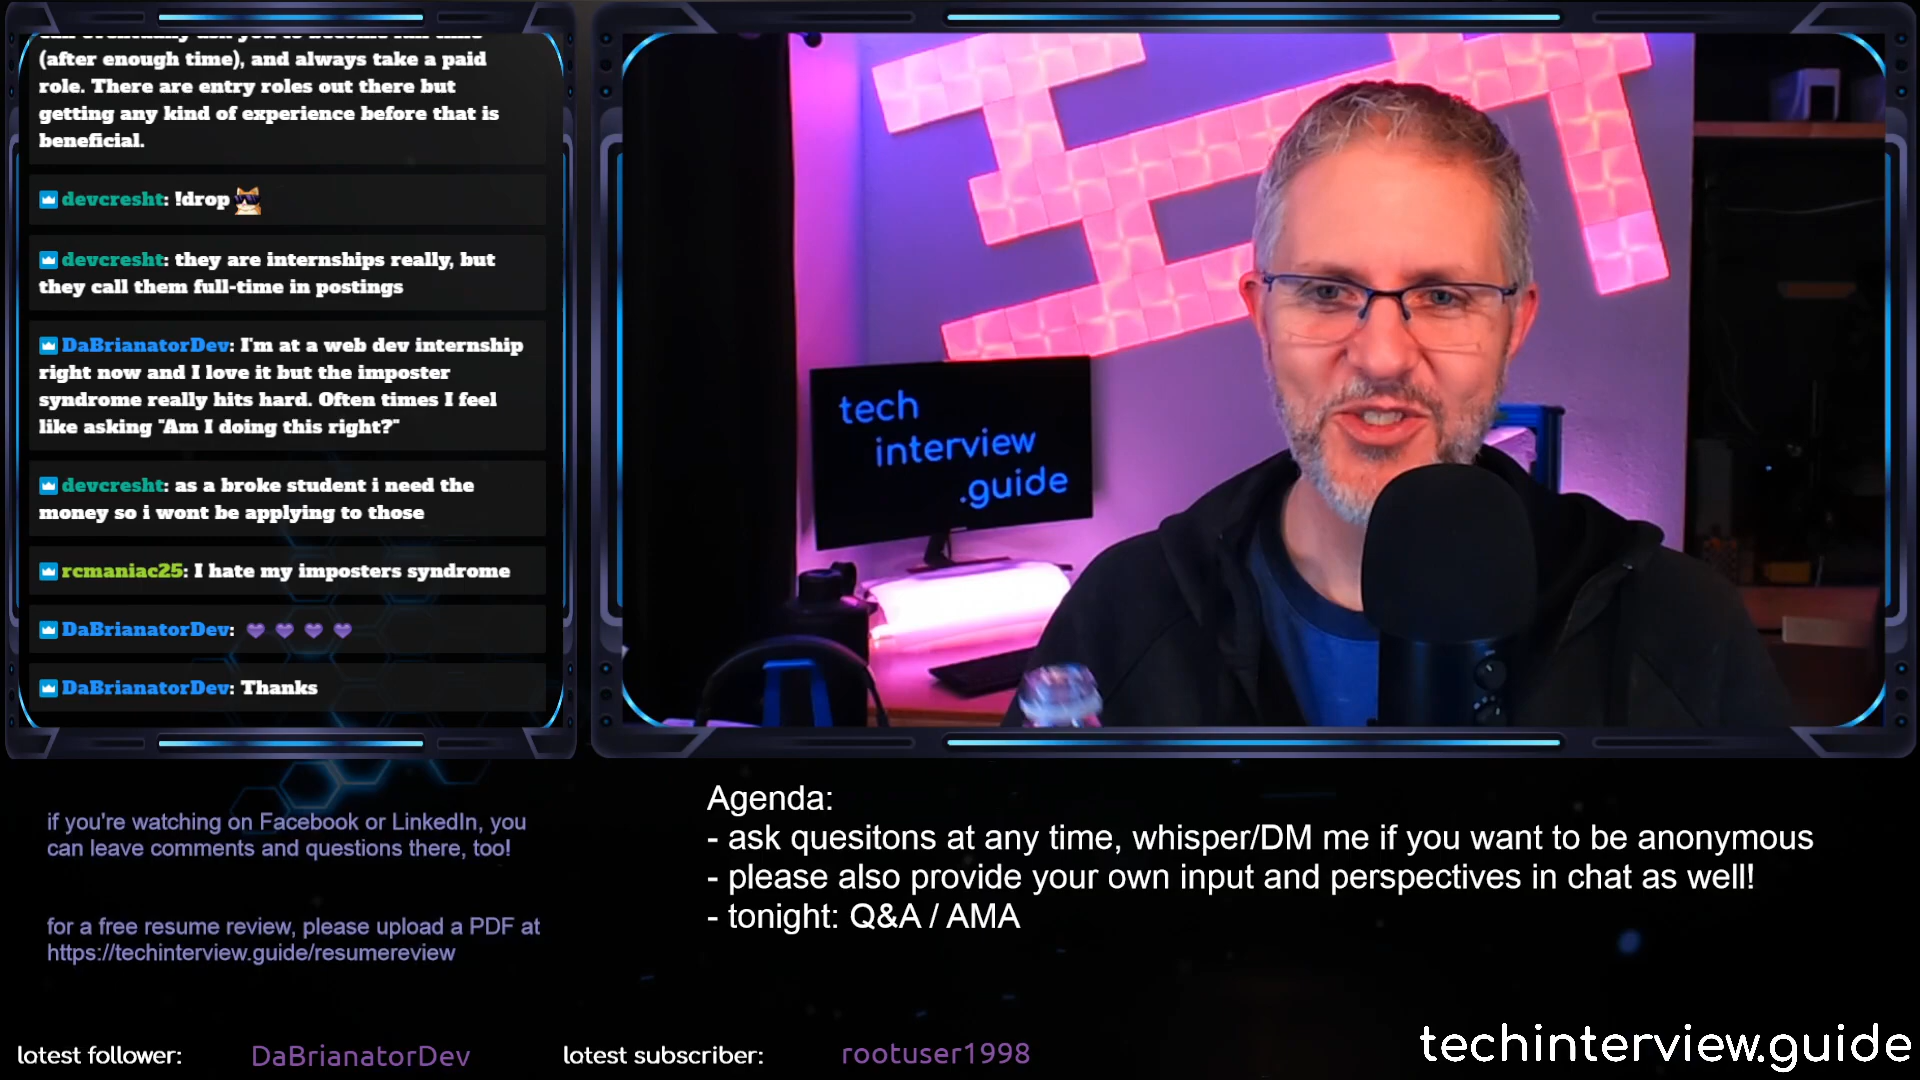 (after enough time), and always take a paid
role. There are entry roles out there but
getting any kind of experience before that is
beneficial.
devcresht: !drop
devcresht: they are internships really, but
they call them full-time in postings
DaBrianatorDev: I'm at a web dev internship
right now and I love it but the imposter
syndrome really hits hard. Often times I feel
like asking "Am I doing this right?"
devcresht: as a broke student i need the
money so i wont be applying to those
rcmaniac25: I hate my imposters syndrome
DaBrianatorDev:
DaBrianatorDev: Thanks
tech
interview
.guide
if you're watching on Facebook or LinkedIn, you
can leave comments and questions there, too!
for a free resume review, please upload a PDF at
https://techinterview.guide/resumereview
Agenda:
- ask quesitons at any time, whisper/DM me if you want to be anonymous
- please also provide your own input and perspectives in chat as well!
- tonight: Q&A / AMA
latest follower: DaBrianatorDev
latest subscriber: rootuser1998
techinterview.guide